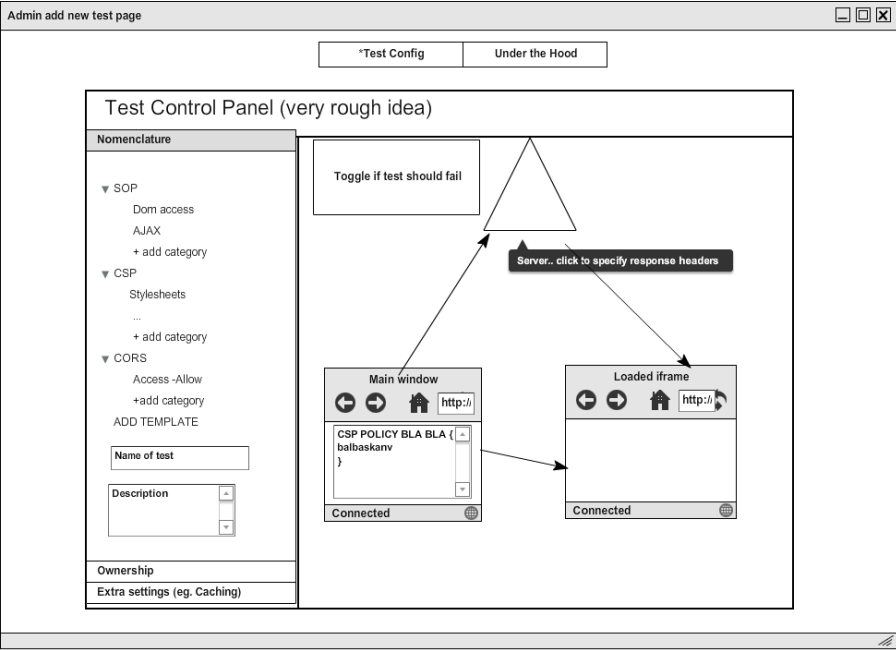 Admin add new test page
*Test Config
Under the Hood
Test Control Panel (very rough idea)
Nomenclature
SOP
Dom access
AJAX
+ add category
CSP
Stylesheets
...
+ add category
CORS
Access -Allow
+add category
ADD TEMPLATE
Name of test
Description
Ownership
Extra settings (eg. Caching)
Toggle if test should fail
Server.. click to specify response headers
Main window
http://
CSP POLICY BLA BLA {
balbaskanv
}
Connected
Loaded iframe
http://
Connected